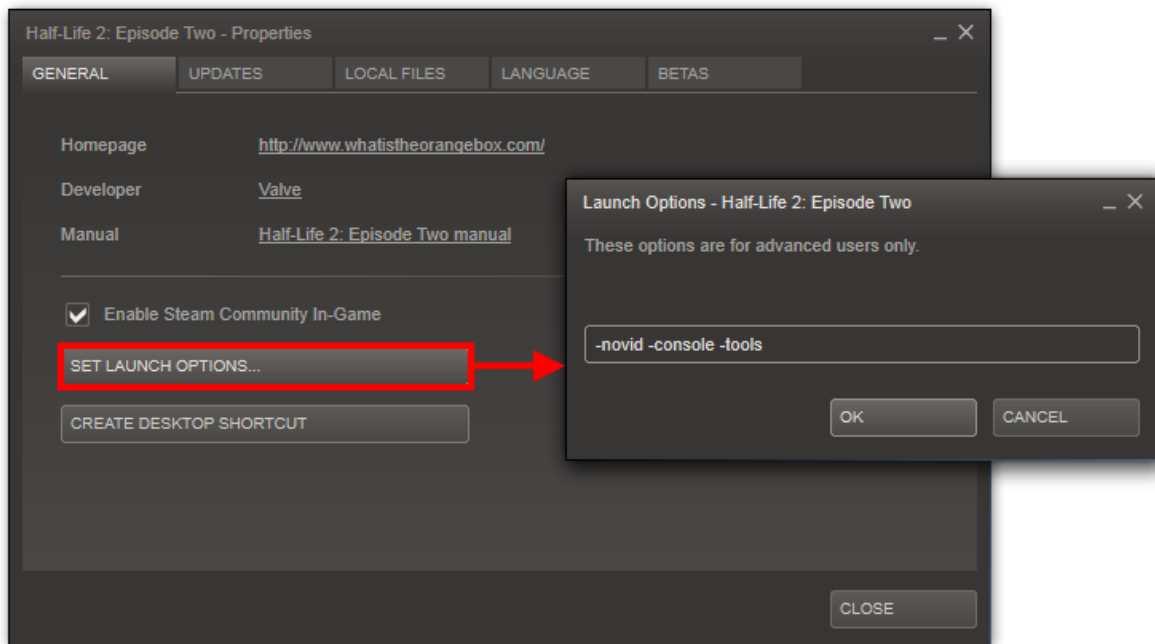 Half-Life 2: Episode Two - Properties
GENERAL UPDATES LOCAL FILES LANGUAGE BETAS
Homepage http://www.whatistheorangebox.com/
Developer Valve
Manual Half-Life 2: Episode Two manual
Enable Steam Community In-Game
SET LAUNCH OPTIONS...
CREATE DESKTOP SHORTCUT
CLOSE
Launch Options - Half-Life 2: Episode Two
These options are for advanced users only.
-novid -console -tools
OK CANCEL